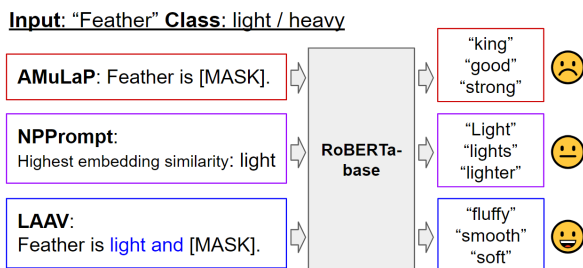 Input: “Feather” Class: light / heavy
AMuLaP: Feather is [MASK].
“king”
“good”
“strong”
NPPrompt:
Highest embedding similarity: light
RoBERTa-
base
“Light”
“lights”
“lighter”
LAAV:
Feather is light and [MASK].
“fluffy”
“smooth”
“soft”